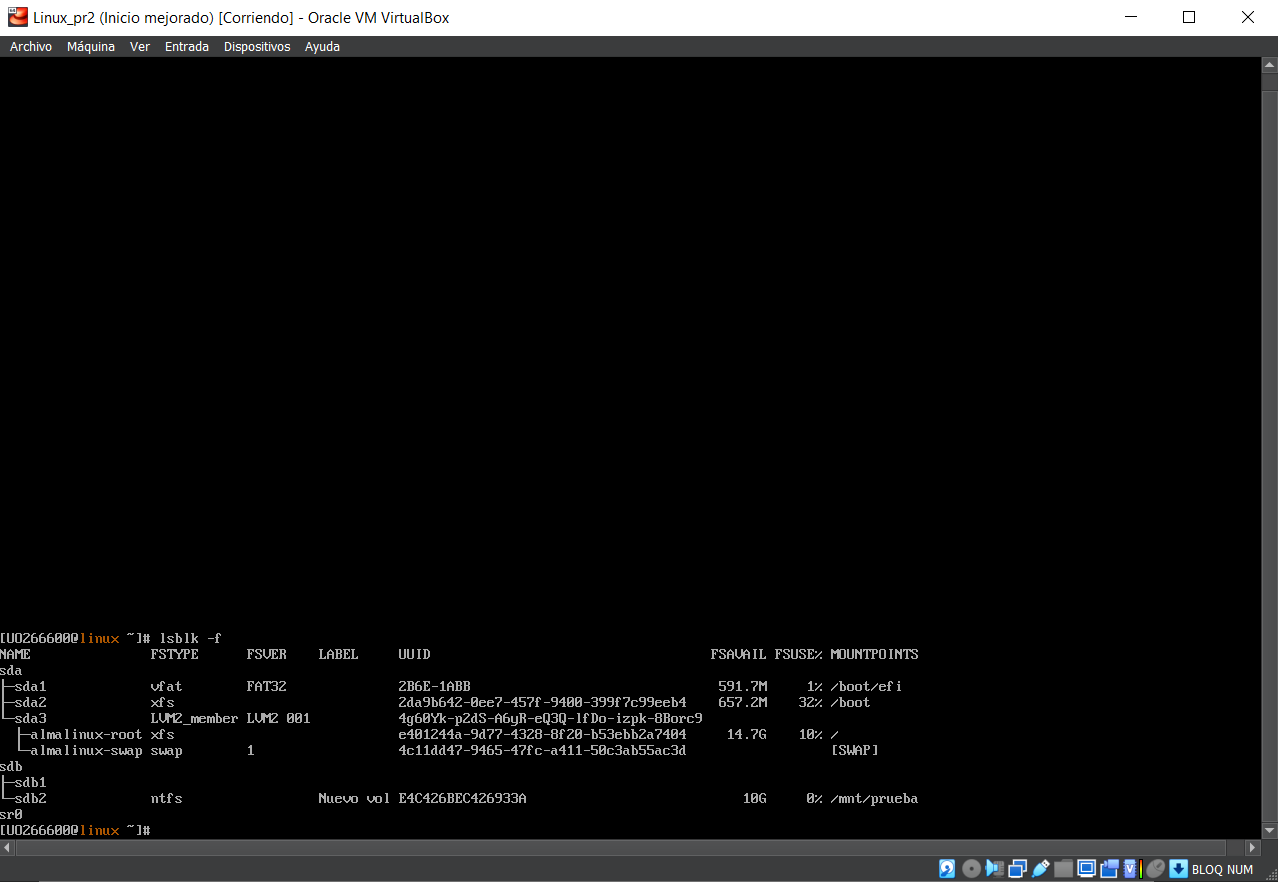 Linux_pr2 (Inicio mejorado) [Corriendo] - Oracle VM VirtualBox
Archivo Máquina Ver Entrada Dispositivos Ayuda
[UO266600@linux ~]# lsblk -f
NAME FSTYPE FSVER LABEL UUID FSAVAIL FSUSE% MOUNTPOINTS
sda
├─sda1 vfat FAT32 2B6E-1ABB 591.7M 1% /boot/efi
├─sda2 xfs 2da9b642-0ee7-457f-9400-399f7c99eeb4 657.2M 32% /boot
└─sda3 LVM2_member LVM2 001 4g60Yk-p2dS-A6yR-eQ3Q-lfDo-izpk-8Borc9
├─almalinux-root xfs e401244a-9d77-4328-8f20-b53ebb2a7404 14.7G 10% /
└─almalinux-swap swap 1 4c11dd47-9465-47fc-a411-50c3ab55ac3d [SWAP]
sdb
├─sdb1
└─sdb2 ntfs Nuevo vol E4C426BEC426933A 10G 0% /mnt/prueba
sr0
[UO266600@linux ~]#
BLOQ NUM